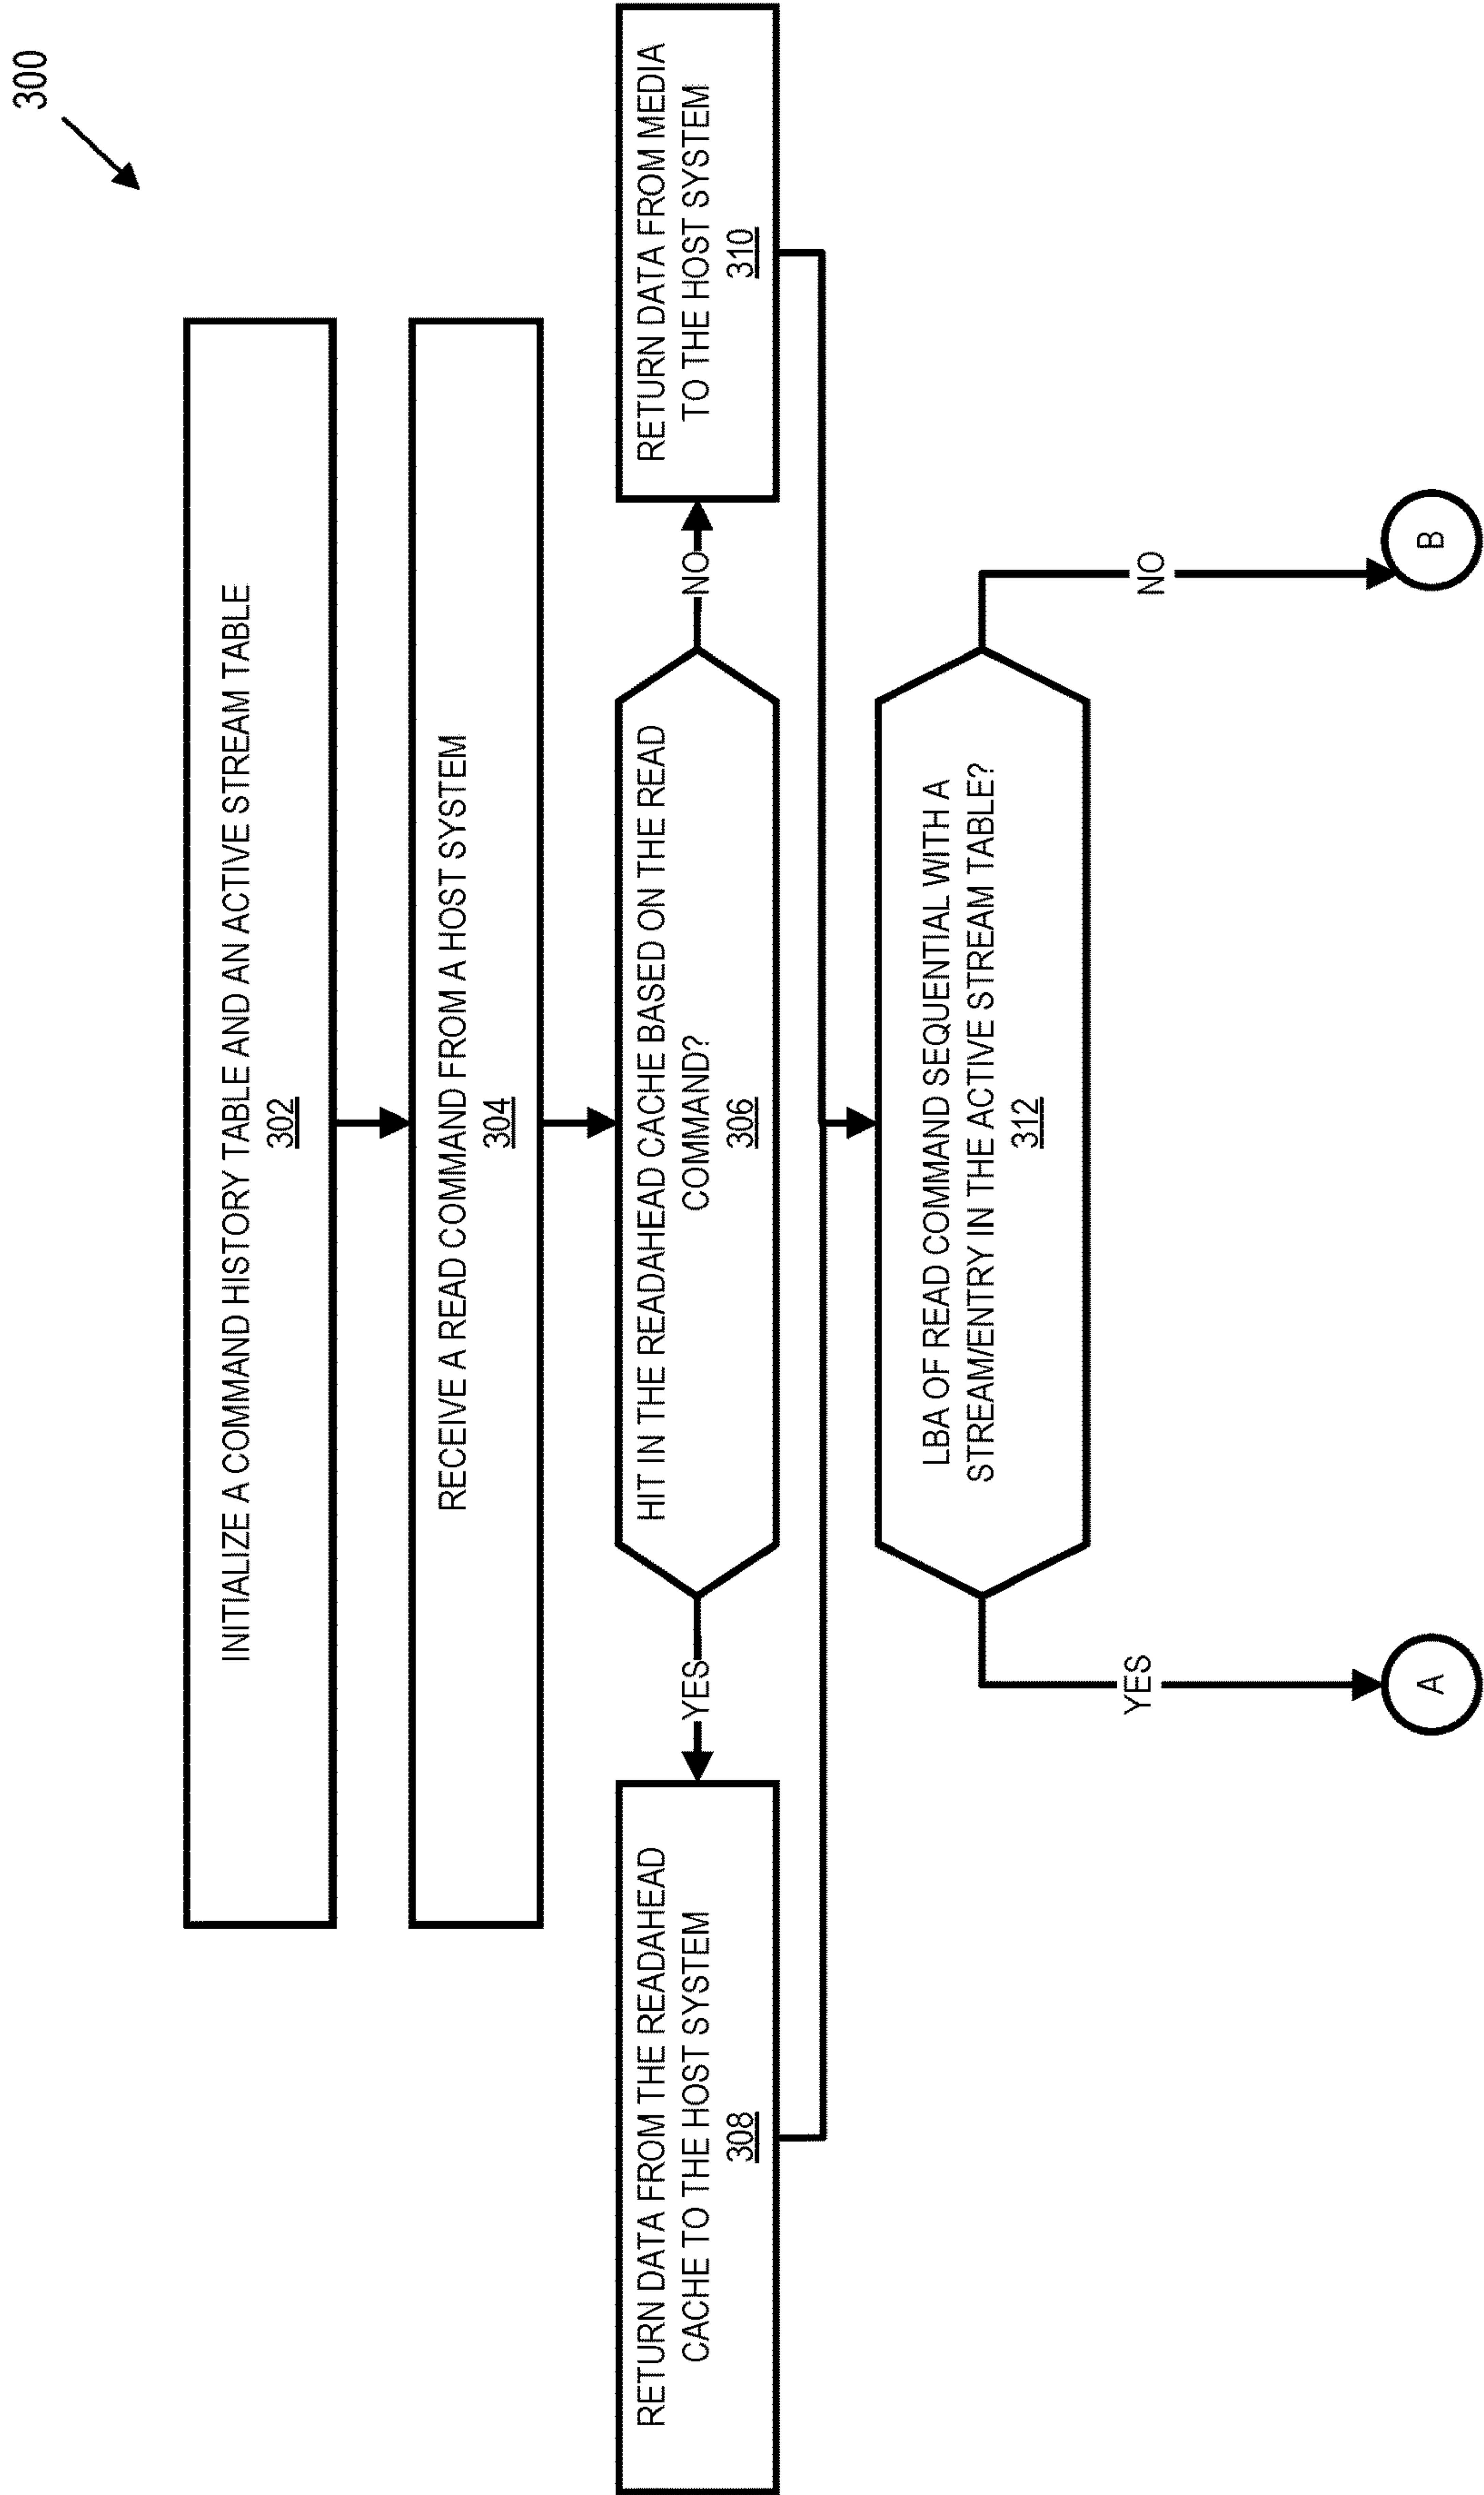 300
INITIALIZE A COMMAND HISTORY TABLE AND AN ACTIVE STREAM TABLE
302
RECEIVE A READ COMMAND FROM A HOST SYSTEM
304
HIT IN THE READAHEAD CACHE BASED ON THE READ
COMMAND?
306
YES
NO
RETURN DATA FROM THE READAHEAD
CACHE TO THE HOST SYSTEM
308
RETURN DATA FROM MEDIA
TO THE HOST SYSTEM
310
LBA OF READ COMMAND SEQUENTIAL WITH A
STREAM/ENTRY IN THE ACTIVE STREAM TABLE?
312
YES
NO
A
B